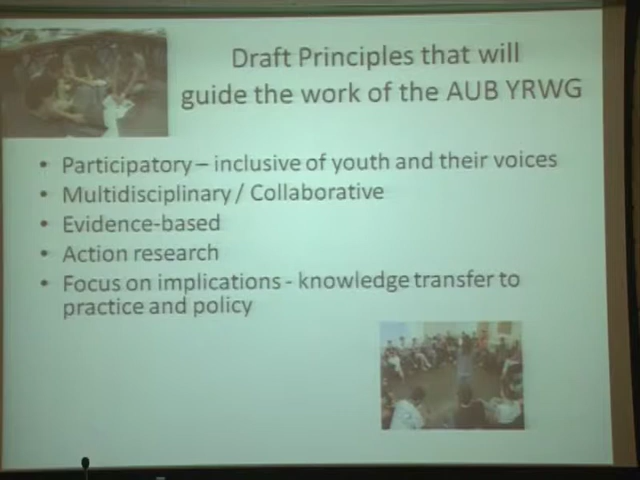 Draft Principles that will
guide the work of the AUB YRWG
• Participatory – inclusive of youth and their voices
• Multidisciplinary / Collaborative
• Evidence-based
• Action research
• Focus on implications - knowledge transfer to
practice and policy